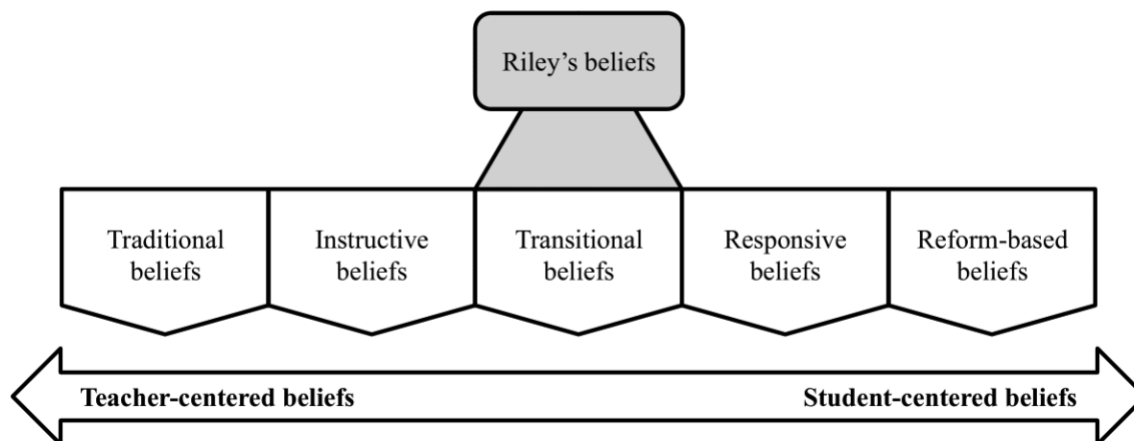 Riley’s beliefs
Traditional
beliefs
Instructive
beliefs
Transitional
beliefs
Responsive
beliefs
Reform-based
beliefs
Teacher-centered beliefs
Student-centered beliefs